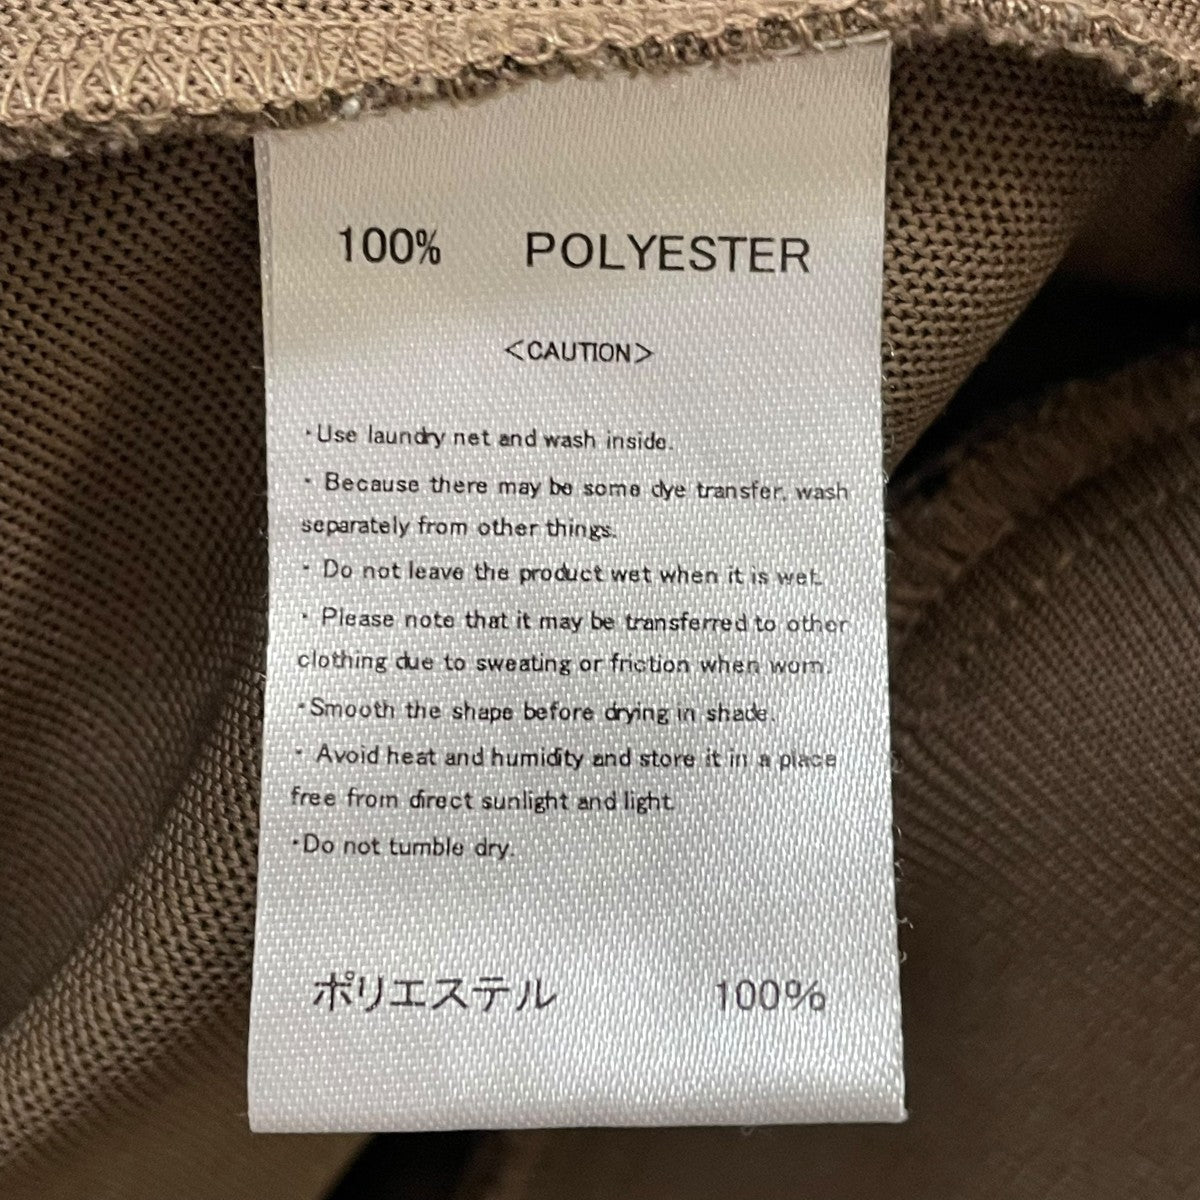 100% POLYESTER
<CAUTION>
・Use laundry net and wash inside.
・ Because there may be some dye transfer, wash
separately from other things.
・ Do not leave the product wet when it is wet.
・ Please note that it may be transferred to other
clothing due to sweating or friction when worn.
・Smooth the shape before drying in shade.
・ Avoid heat and humidity and store it in a place
free from direct sunlight and light.
・Do not tumble dry.
ポリエステル 100%